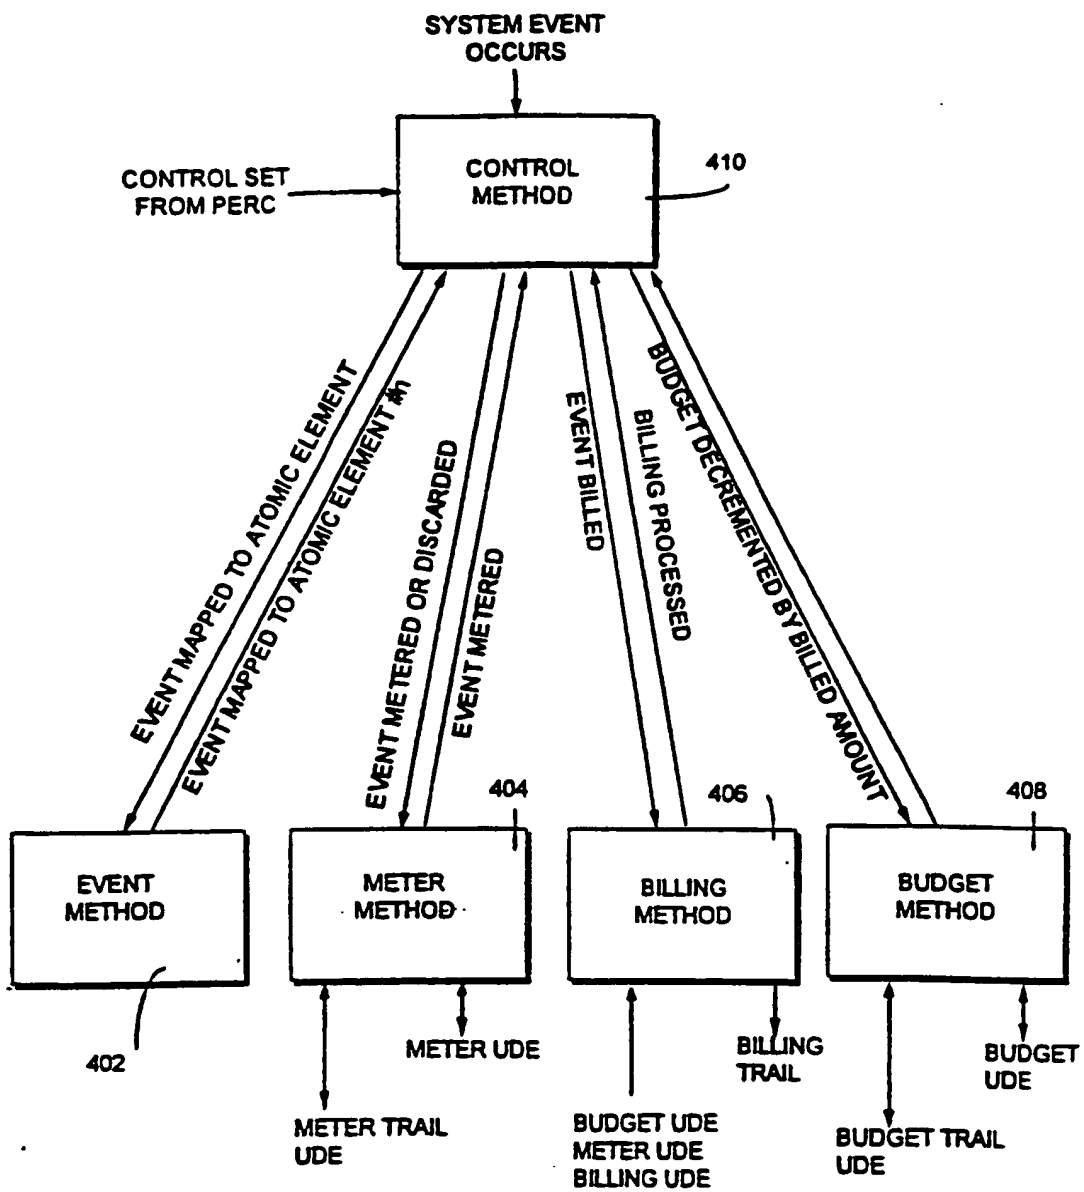 SYSTEM EVENT
OCCURS
CONTROL
METHOD
410
CONTROL SET
FROM PERC
EVENT MAPPED TO ATOMIC ELEMENT
EVENT MAPPED TO ATOMIC ELEMENT #n
EVENT METERED OR DISCARDED
EVENT METERED
EVENT BILLED
BILLING PROCESSED
BUDGET DECREMENTED BY BILLED AMOUNT
404
406
408
EVENT
METHOD
METER
METHOD
BILLING
METHOD
BUDGET
METHOD
402
METER UDE
METER TRAIL
UDE
BILLING
TRAIL
BUDGET UDE
METER UDE
BILLING UDE
BUDGET
UDE
BUDGET TRAIL
UDE